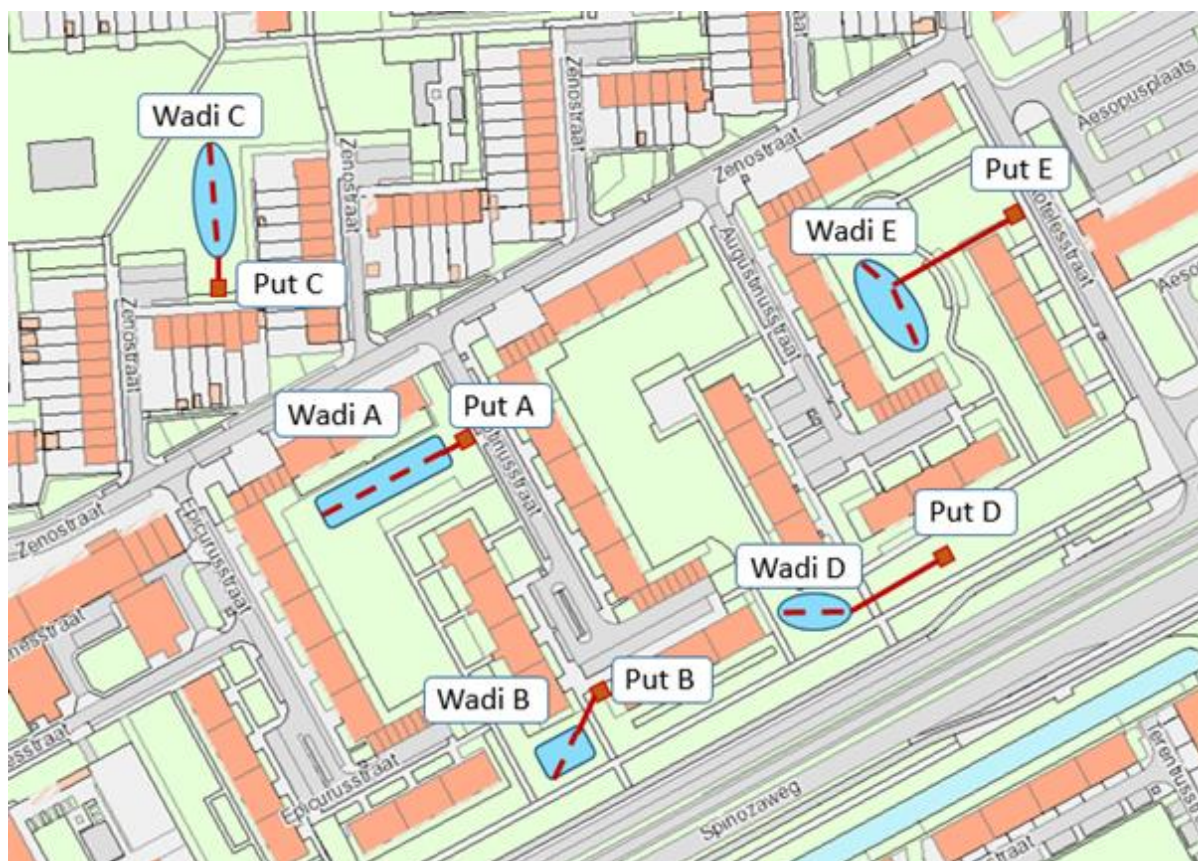 Aesopusplaats
Wadi C
Zenostraat
Zenostraat
Zenostraat
Put E
Wadi E
Augustinusstraat
Put C
Zenostraat
Wadi A
Put A
Put D
Zenostraat
Epicurusstraat
Wadi D
Put B
Wadi B
Epicurusstraat
Spinozaweg